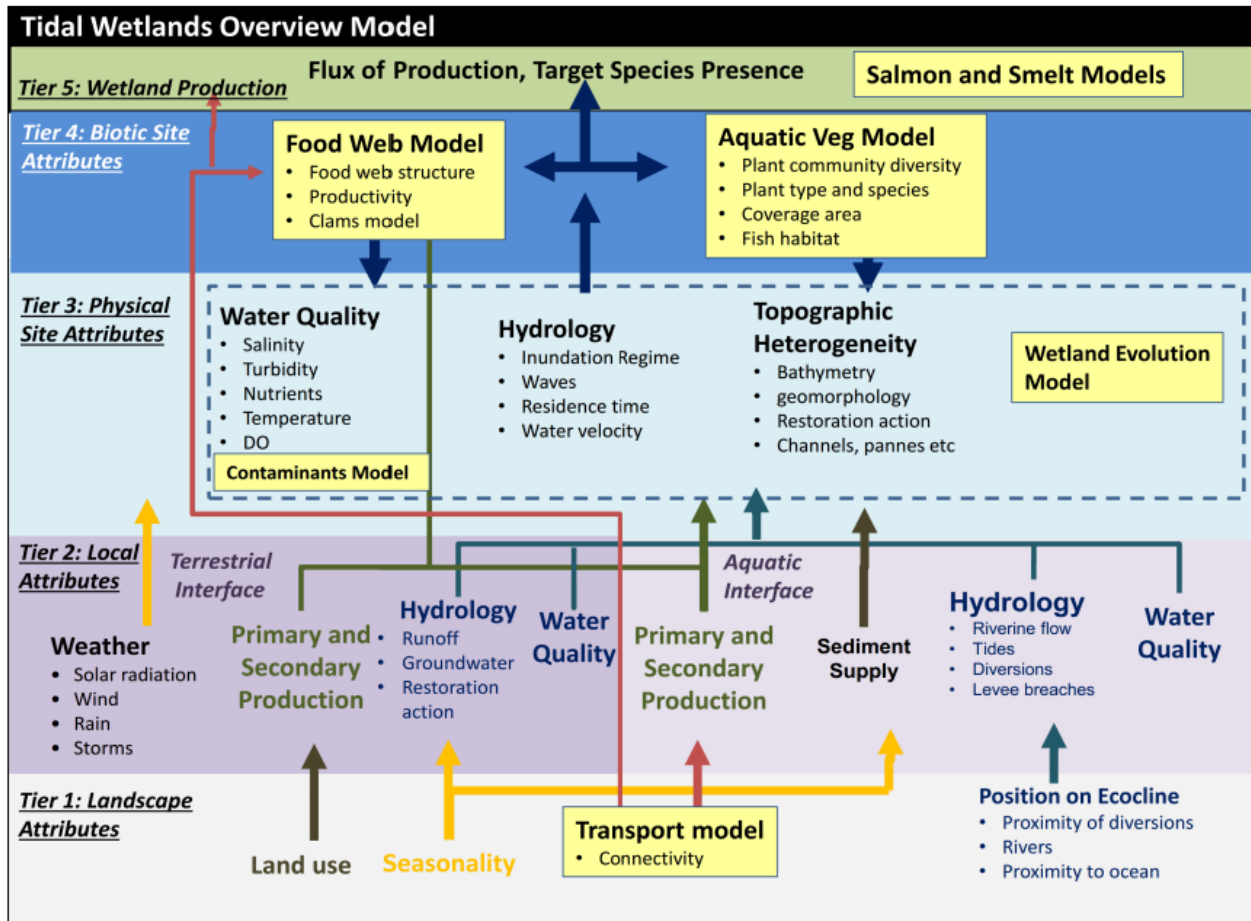 Tidal Wetlands Overview Model
Flux of Production, Target Species Presence
Salmon and Smelt Models
Tier 5: Wetland Production
Tier 4: Biotic Site
Attributes
Food Web Model
• Food web structure
• Productivity
• Clams model
Aquatic Veg Model
• Plant community diversity
• Plant type and species
• Coverage area
• Fish habitat
Tier 3: Physical
Site Attributes
Water Quality
• Salinity
• Turbidity
• Nutrients
• Temperature
• DO
Contaminants Model
Hydrology
• Inundation Regime
• Waves
• Residence time
• Water velocity
Topographic
Heterogeneity
• Bathymetry
• geomorphology
• Restoration action
• Channels, pannes etc
Wetland Evolution
Model
Tier 2: Local
Attributes
Terrestrial
Interface
Aquatic
Interface
Weather
• Solar radiation
• Wind
• Rain
• Storms
Primary and
Secondary
Production
Hydrology
• Runoff
• Groundwater
• Restoration
action
Water
Quality
Primary and
Secondary
Production
Sediment
Supply
Hydrology
• Riverine flow
• Tides
• Diversions
• Levee breaches
Water
Quality
Tier 1: Landscape
Attributes
Land use
Seasonality
Transport model
• Connectivity
Position on Ecocline
• Proximity of diversions
• Rivers
• Proximity to ocean